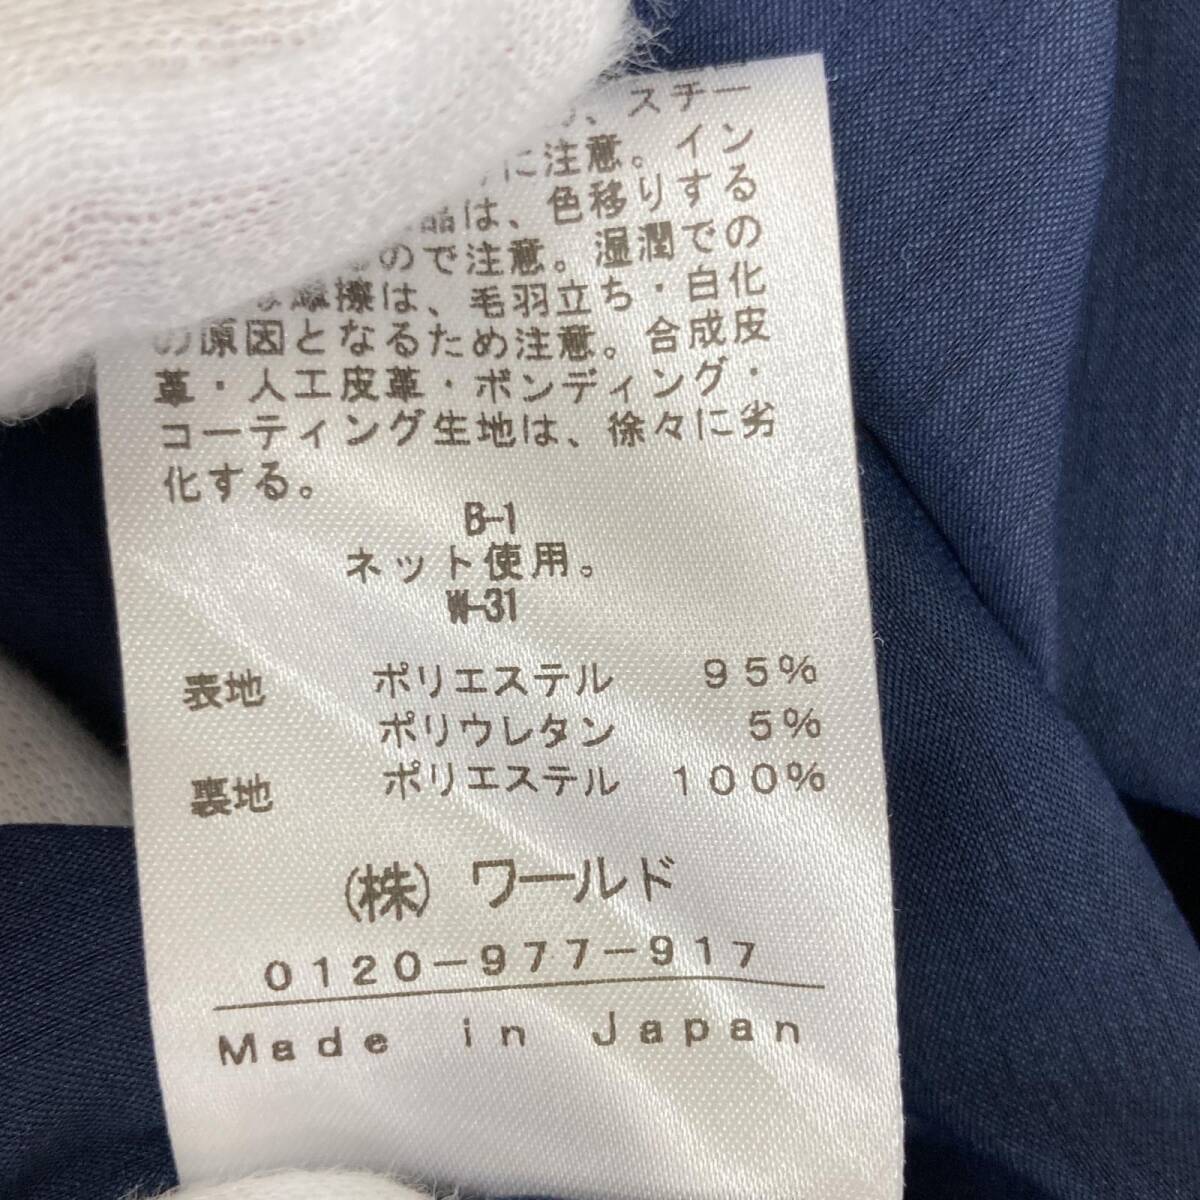 、スチー
に注意。イン
品は、色移りする
ので注意。湿潤での
摩擦は、毛羽立ち・白化
の原因となるため注意。合成皮
革・人工皮革・ボンディング・
コーティング生地は、徐々に劣
化する。
B-1
ネット使用。
W-31
表地 ポリエステル 95%
ポリウレタン 5%
裏地 ポリエステル 100%
(株) ワールド
0120-977-917
Made in Japan